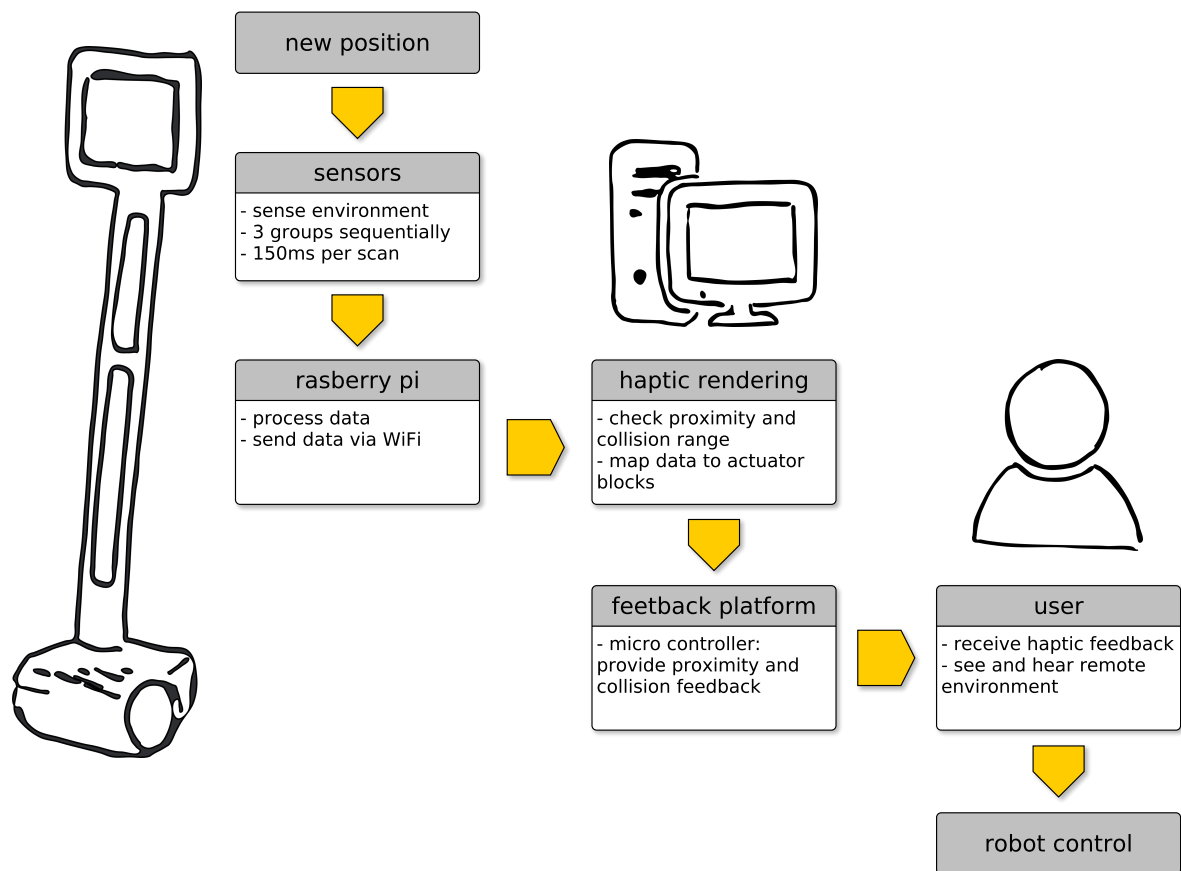 new position
sensors
- sense environment
- 3 groups sequentially
- 150ms per scan
rasberry pi
- process data
- send data via WiFi
haptic rendering
- check proximity and
collision range
- map data to actuator
blocks
feetback platform
- micro controller:
provide proximity and
collision feedback
user
- receive haptic feedback
- see and hear remote
environment
robot control